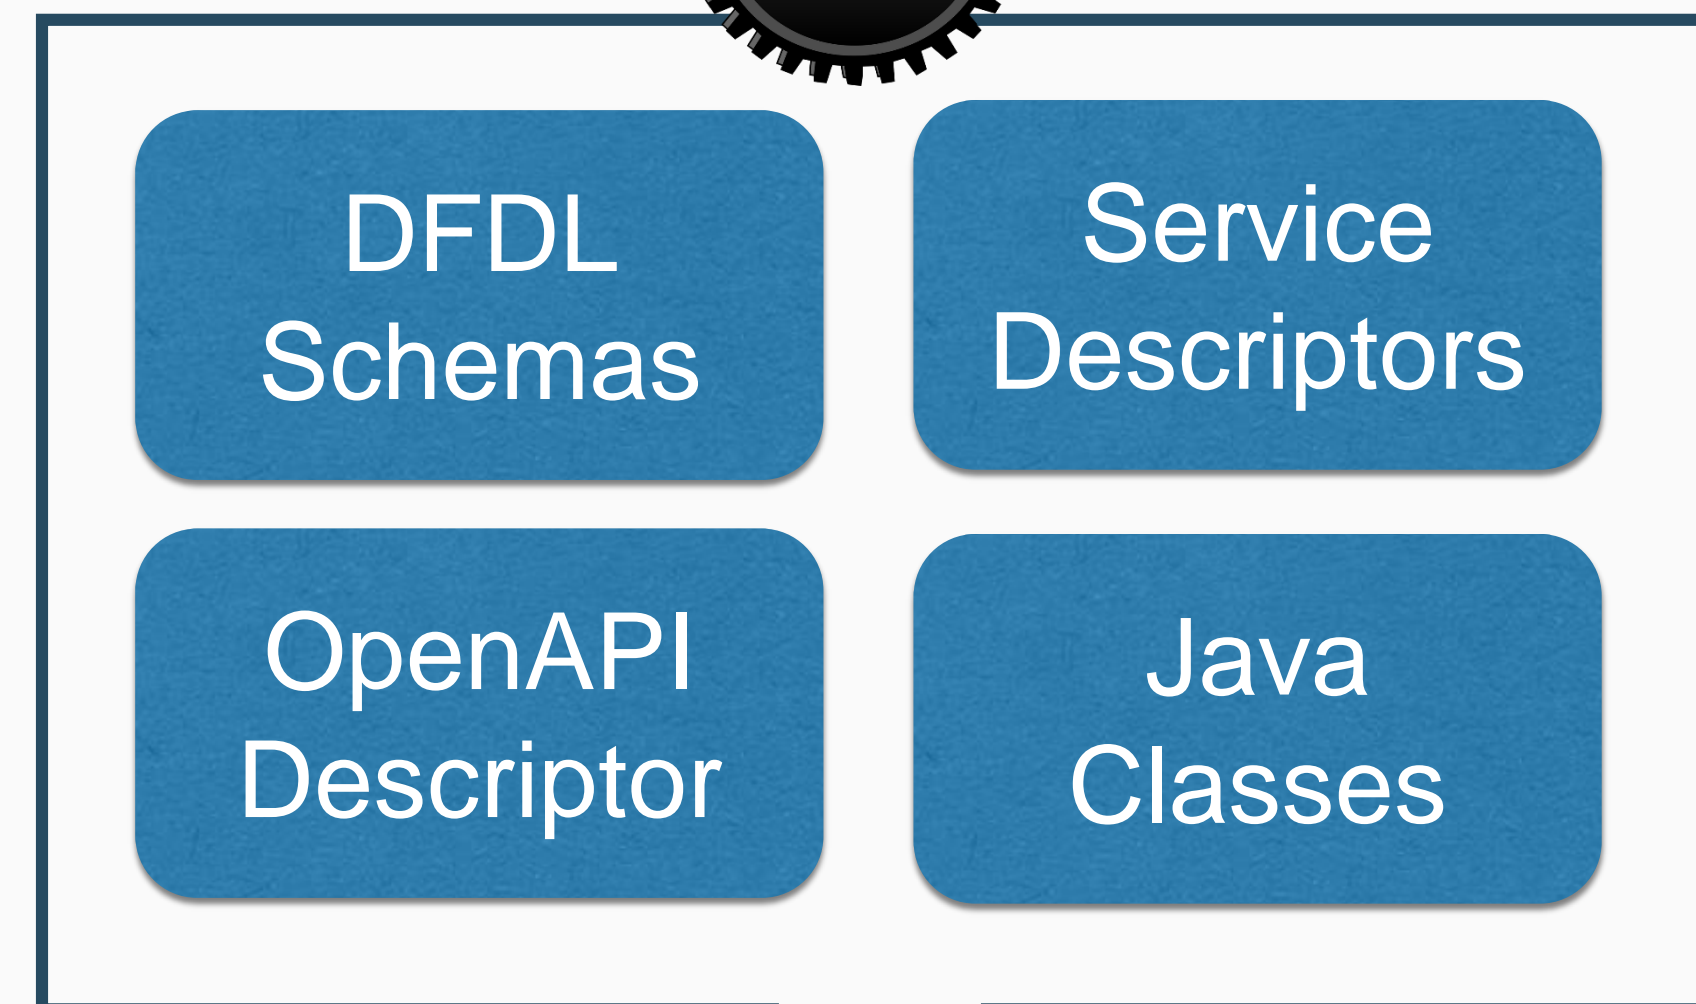 DFDL
Schemas
Service
Descriptors
OpenAPI
Descriptor
Java
Classes